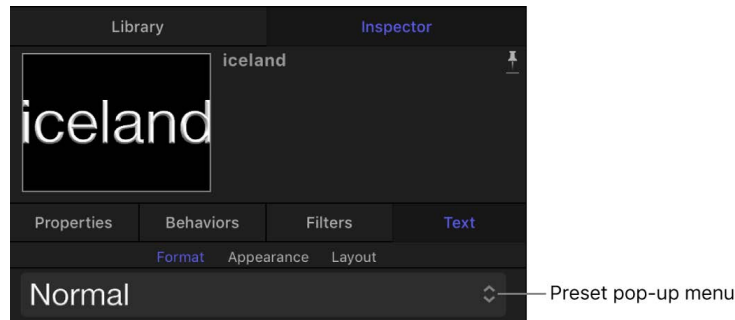 Library Inspector
iceland
iceland
Properties Behaviors Filters Text
Format Appearance Layout
Normal
Preset pop-up menu